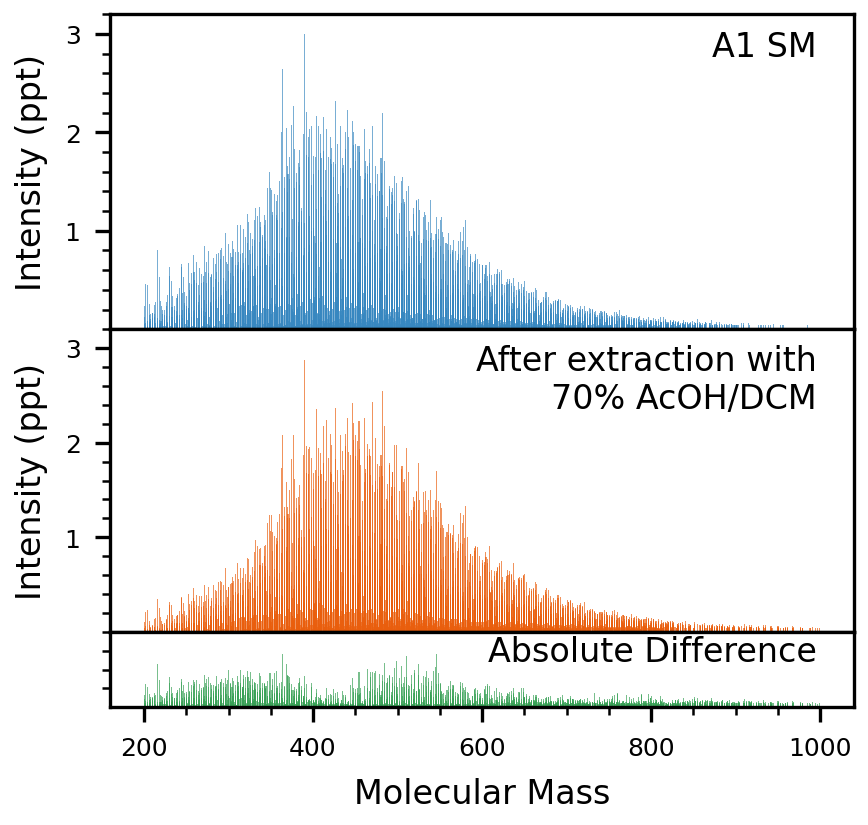 A1 SM
Intensity (ppt)
3
2
1
After extraction with
70% AcOH/DCM
Intensity (ppt)
3
2
1
Absolute Difference
200 400 600 800 1000
Molecular Mass